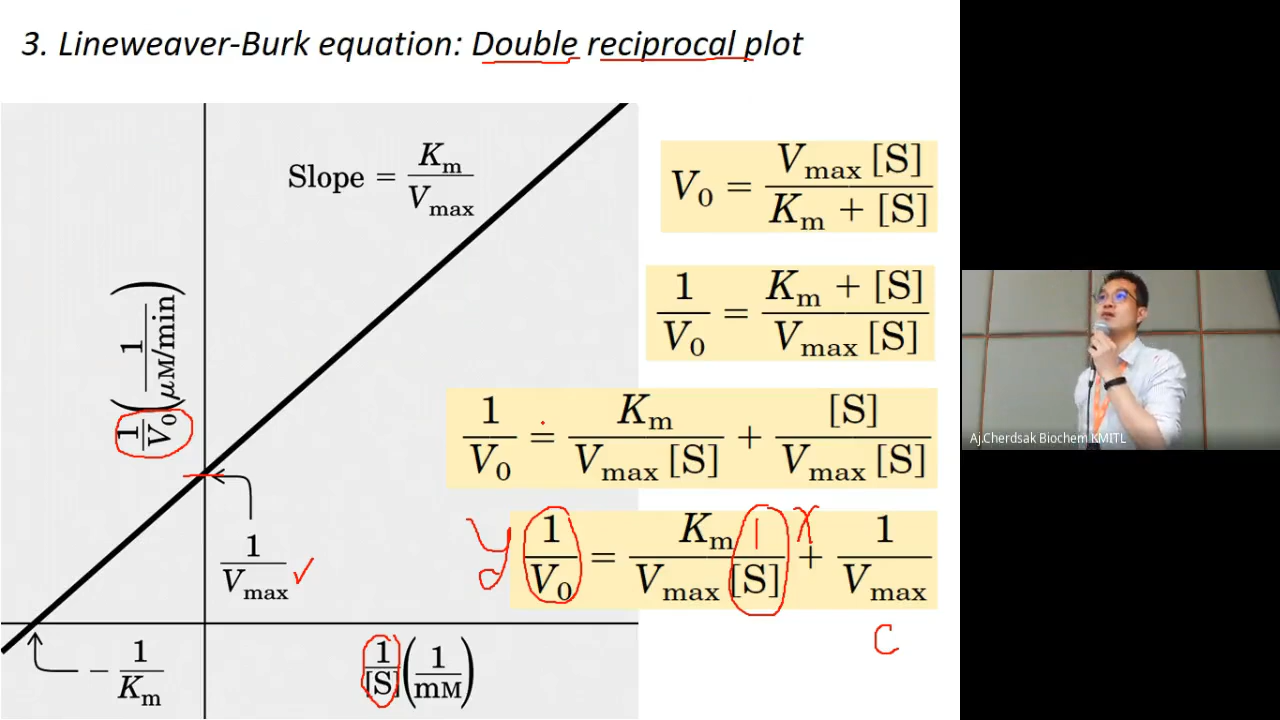 3. Lineweaver-Burk equation: Double reciprocal plot
Slope = Km/Vmax
V0 = Vmax [S] / Km + [S]
1/V0 = Km + [S] / Vmax [S]
1/V0 (1/μM/min)
1/V0 = Km / Vmax [S] + [S] / Vmax [S]
y 1/V0 = Km 1 / Vmax [S] x + 1/Vmax
1/Vmax ✓
C
− 1/Km
1/[S] (1/mM)
Aj.Cherdsak Biochem KMITL